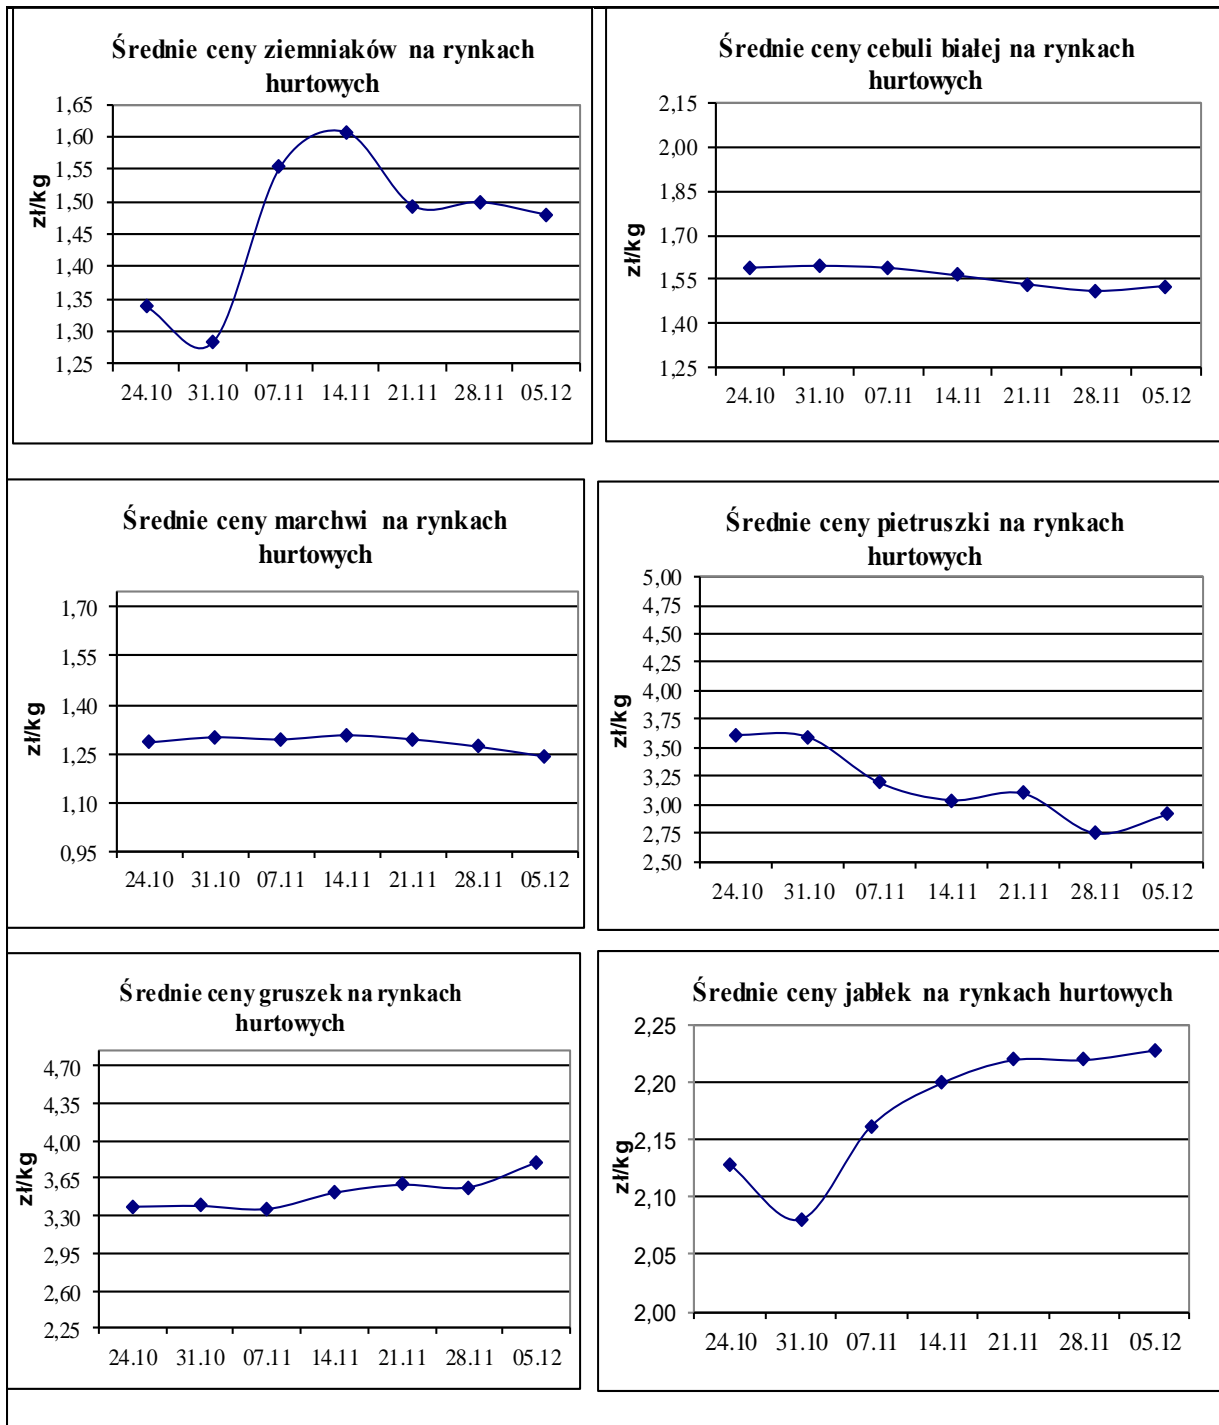 Średnie ceny ziemniaków na rynkach
hurtowych
zł/kg
1,65
1,60
1,55
1,50
1,45
1,40
1,35
1,30
1,25
24.10 31.10 07.11 14.11 21.11 28.11 05.12
Średnie ceny cebuli białej na rynkach
hurtowych
zł/kg
2,15
2,00
1,85
1,70
1,55
1,40
1,25
24.10 31.10 07.11 14.11 21.11 28.11 05.12
Średnie ceny marchwi na rynkach
hurtowych
zł/kg
1,70
1,55
1,40
1,25
1,10
0,95
24.10 31.10 07.11 14.11 21.11 28.11 05.12
Średnie ceny pietruszki na rynkach
hurtowych
zł/kg
5,00
4,75
4,50
4,25
4,00
3,75
3,50
3,25
3,00
2,75
2,50
24.10 31.10 07.11 14.11 21.11 28.11 05.12
Średnie ceny gruszek na rynkach
hurtowych
zł/kg
4,70
4,35
4,00
3,65
3,30
2,95
2,60
2,25
24.10 31.10 07.11 14.11 21.11 28.11 05.12
Średnie ceny jabłek na rynkach hurtowych
zł/kg
2,25
2,20
2,15
2,10
2,05
2,00
24.10 31.10 07.11 14.11 21.11 28.11 05.12